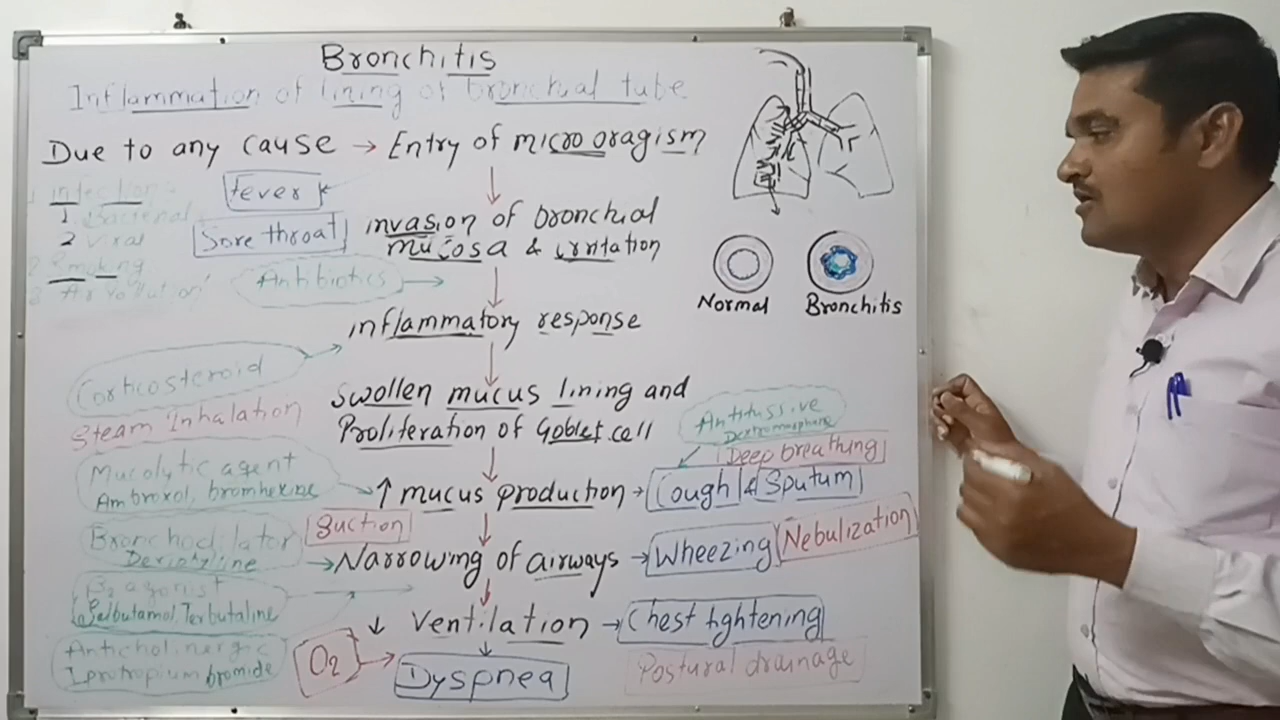 Bronchitis
Inflammation of lining of bronchial tube
Due to any cause → Entry of micro oragism
1 infection
1 Bacterial
2 Viral
2 Smoking
3 Air pollution
fever
Sore throat
invasion of bronchial
mucosa & irritation
Antibiotics
inflammatory response
Normal
Bronchitis
Corticosteroid
Steam Inhalation
Swollen mucus lining and
Proliferation of Goblet cell
Antitussive
Deep breathing
Mucolytic agent
Ambroxol, bromhexine
↑ mucus production → Cough & Sputum
Suction
Bronchodilator
Deriphyline
Narrowing of airways → Wheezing
Nebulization
β2 agonist
Salbutamol, Terbutaline
↓ Ventilation → Chest tightening
Anticholinergic
Ipratropium bromide
O2
Dyspnea
Postural drainage